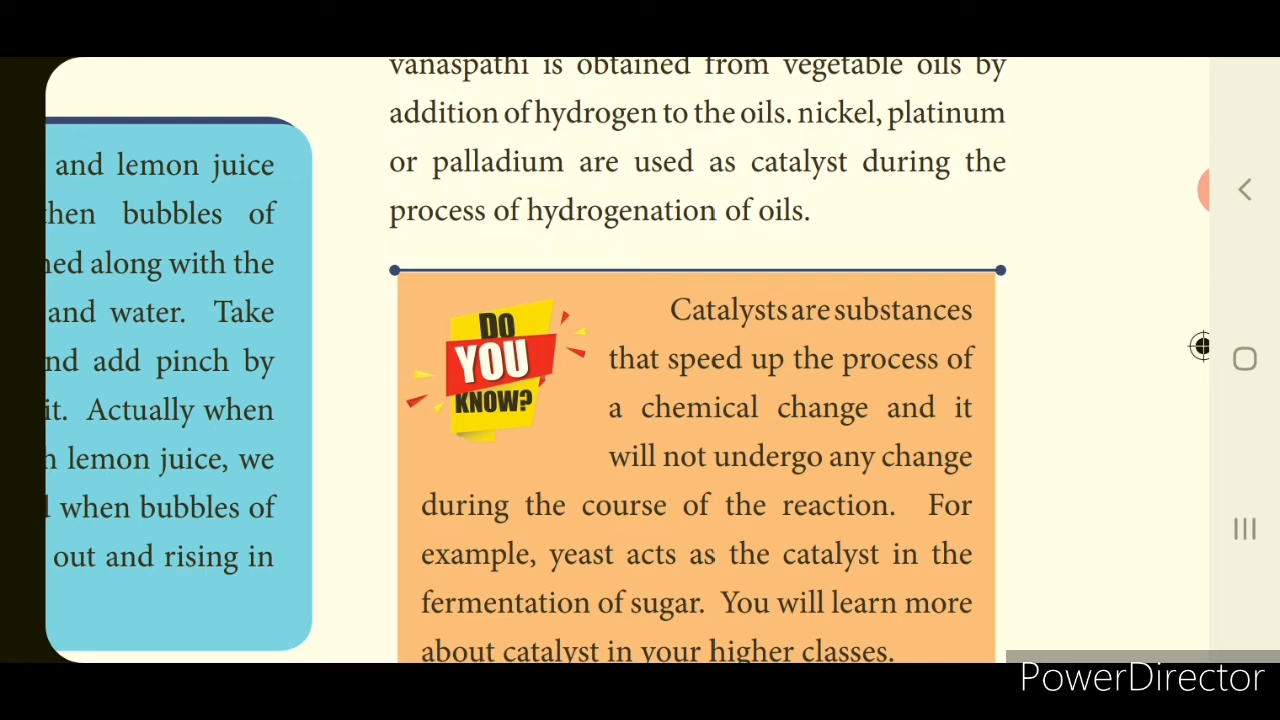 and lemon juice
then bubbles of
ned along with the
and water. Take
nd add pinch by
it. Actually when
lemon juice, we
when bubbles of
out and rising in
vanaspathi is obtained from vegetable oils by
addition of hydrogen to the oils. nickel, platinum
or palladium are used as catalyst during the
process of hydrogenation of oils.
DO
YOU
KNOW?
Catalysts are substances
that speed up the process of
a chemical change and it
will not undergo any change
during the course of the reaction. For
example, yeast acts as the catalyst in the
fermentation of sugar. You will learn more
about catalyst in your higher classes.
PowerDirector